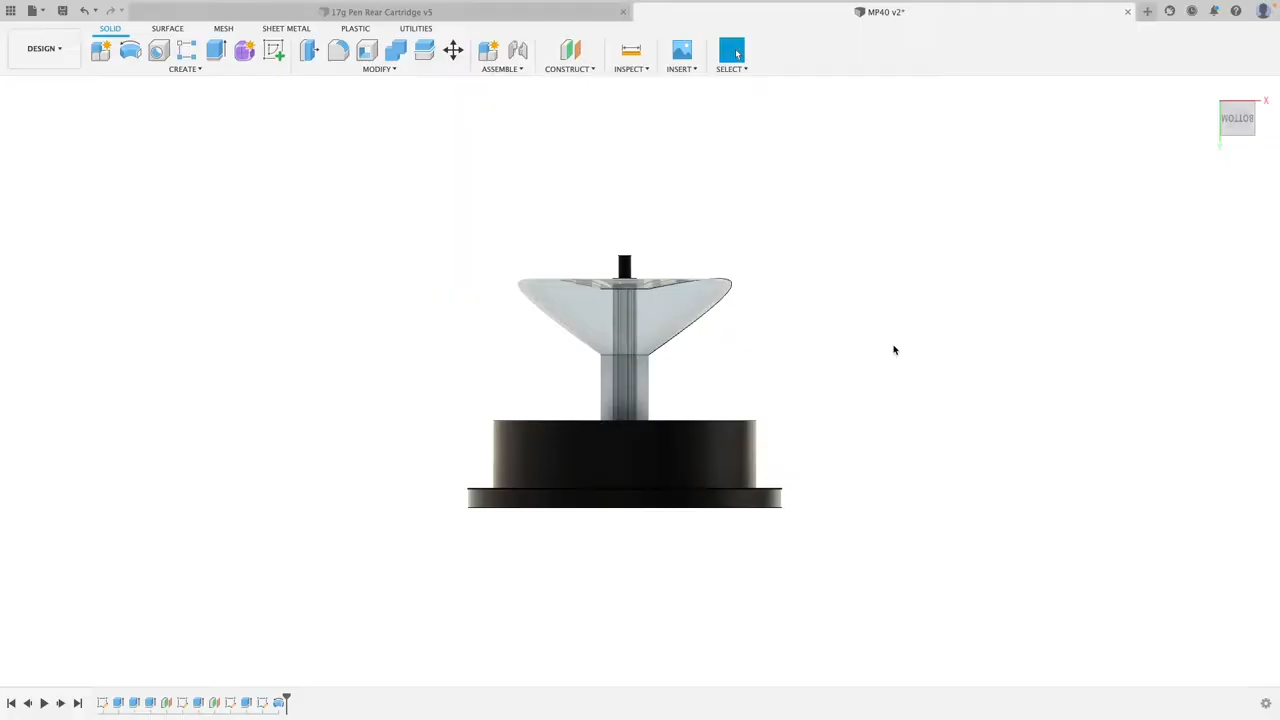 17g Pen Rear Cartridge v5
MP40 v2*
DESIGN
SOLID
SURFACE
MESH
SHEET METAL
PLASTIC
UTILITIES
CREATE
MODIFY
ASSEMBLE
CONSTRUCT
INSPECT
INSERT
SELECT
X
BOTTOM
Y